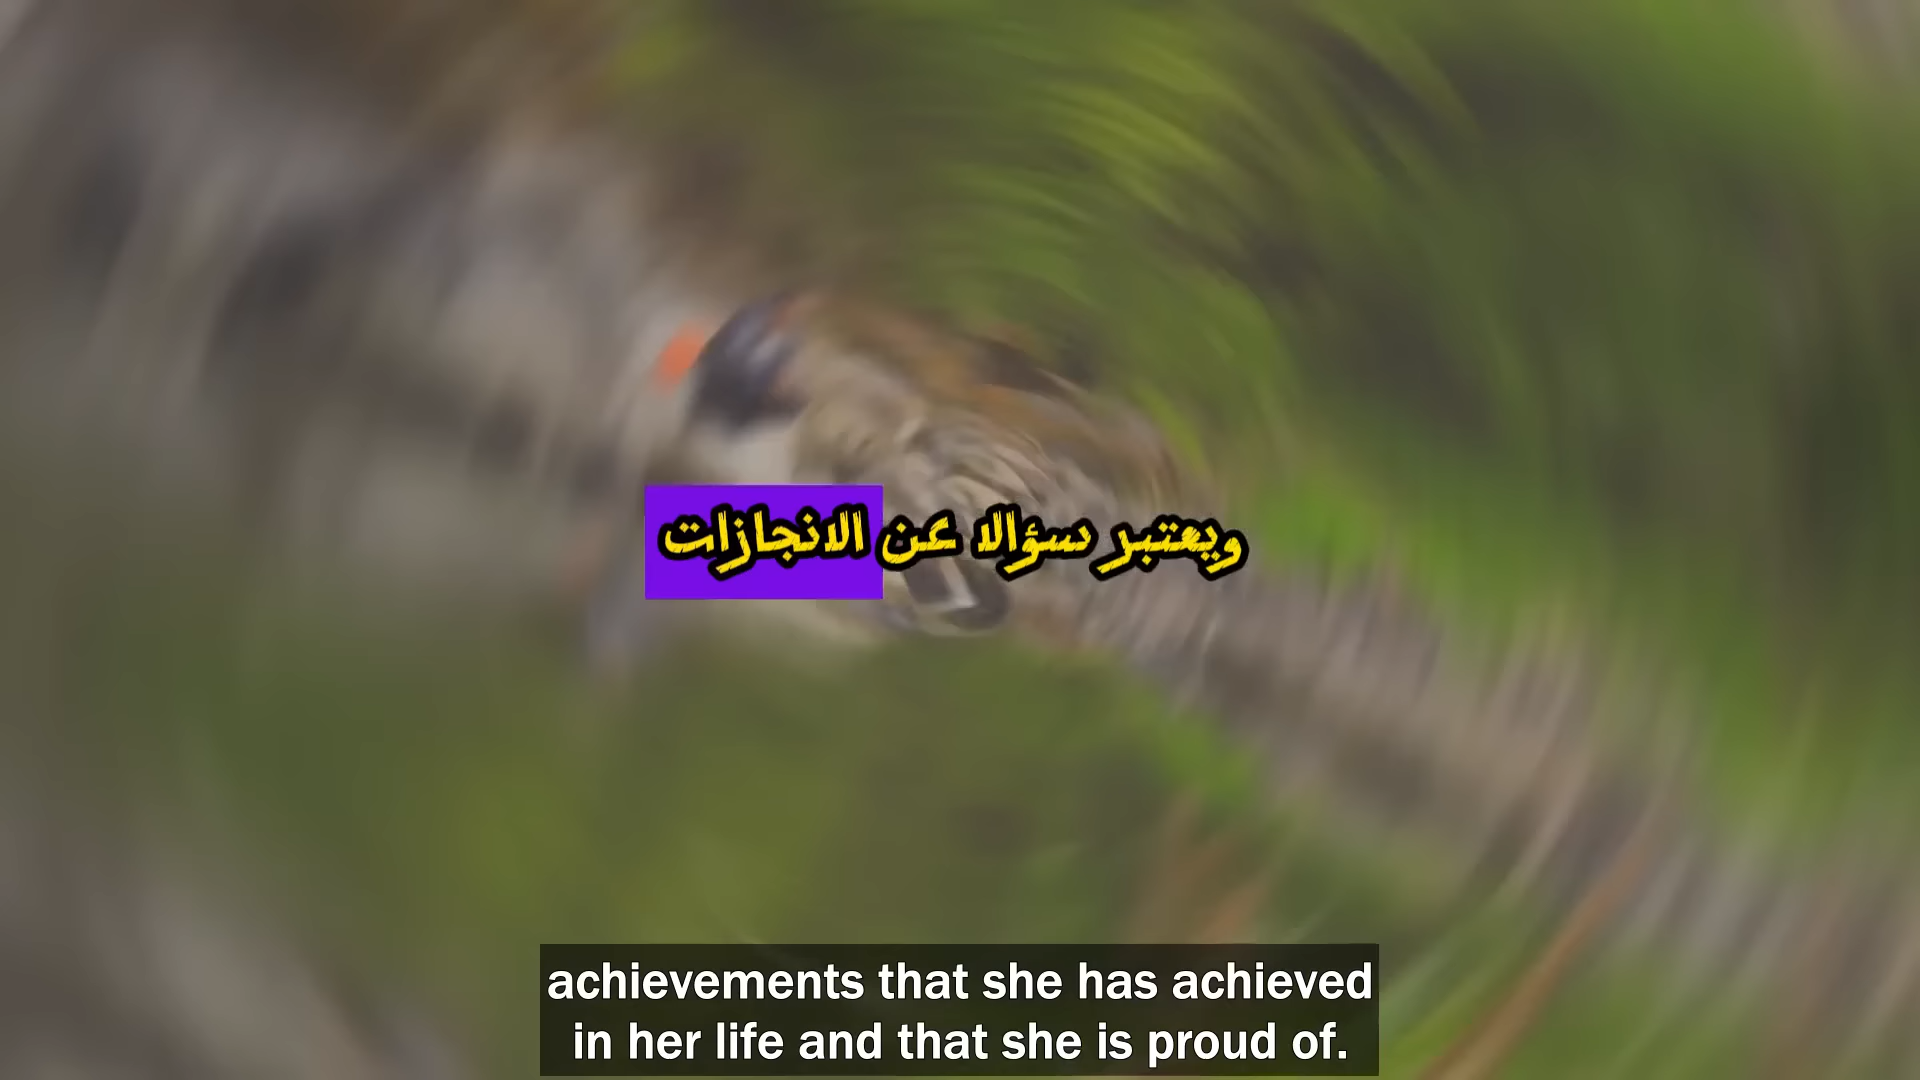 ويعتبر سؤالا عن الانجازات
achievements that she has achieved
in her life and that she is proud of.